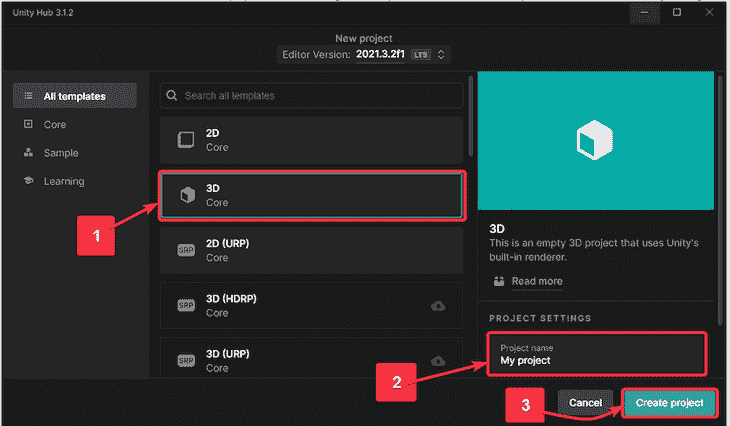 Unity Hub 3.1.2
New project
Editor Version: 2021.3.2f1 LTS
All templates
Core
Sample
Learning
Search all templates
2D
Core
3D
Core
SRP
2D (URP)
Core
SRP
3D (HDRP)
Core
SRP
3D (URP)
Core
3D
This is an empty 3D project that uses Unity's
built-in renderer.
Read more
PROJECT SETTINGS
Project name
My project
Cancel
Create project
1
2
3